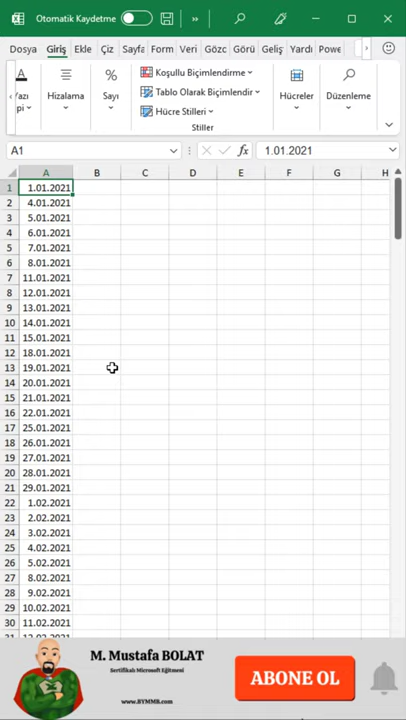 Otomatik Kaydetme
»
Dosya Giriş Ekle Çiz Sayfa Form Veri Gözc Görü Geliş Yardı Powe
A
Yazı
pi
Hizalama
%
Sayı
Koşullu Biçimlendirme
Tablo Olarak Biçimlendir
Hücre Stilleri
Stiller
Hücreler
Düzenleme
A1
fx
1.01.2021
A B C D E F G H
1 1.01.2021
2 4.01.2021
3 5.01.2021
4 6.01.2021
5 7.01.2021
6 8.01.2021
7 11.01.2021
8 12.01.2021
9 13.01.2021
10 14.01.2021
11 15.01.2021
12 18.01.2021
13 19.01.2021
14 20.01.2021
15 21.01.2021
16 22.01.2021
17 25.01.2021
18 26.01.2021
19 27.01.2021
20 28.01.2021
21 29.01.2021
22 1.02.2021
23 2.02.2021
24 3.02.2021
25 4.02.2021
26 5.02.2021
27 8.02.2021
28 9.02.2021
29 10.02.2021
30 11.02.2021
31 12.02.2021
M. Mustafa BOLAT
Sertifikalı Microsoft Eğitmeni
www.BYMMB.com
ABONE OL